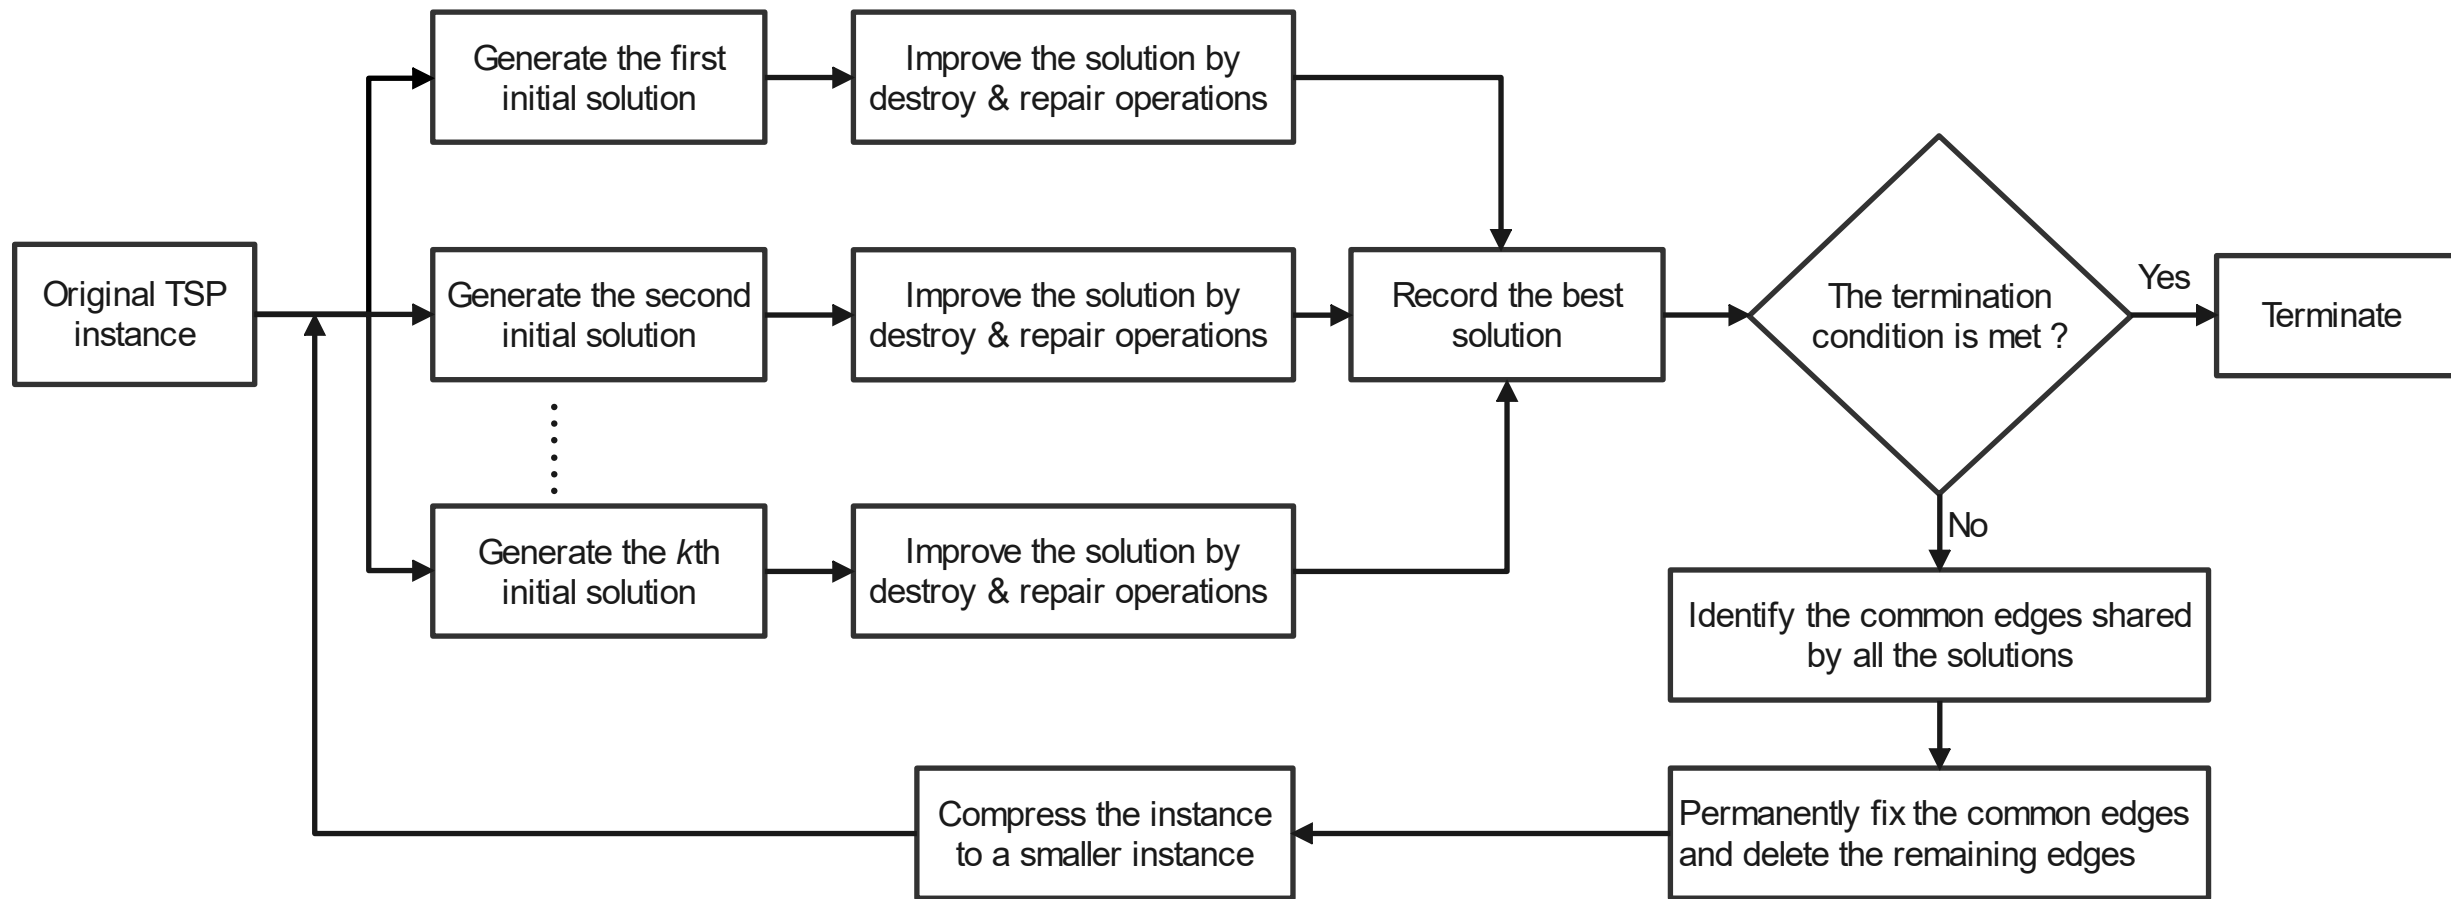 Generate the first
initial solution
Improve the solution by
destroy & repair operations
Original TSP
instance
Generate the second
initial solution
Improve the solution by
destroy & repair operations
Record the best
solution
The termination
condition is met ?
Yes
Terminate
No
Generate the kth
initial solution
Improve the solution by
destroy & repair operations
Identify the common edges shared
by all the solutions
Permanently fix the common edges
and delete the remaining edges
Compress the instance
to a smaller instance